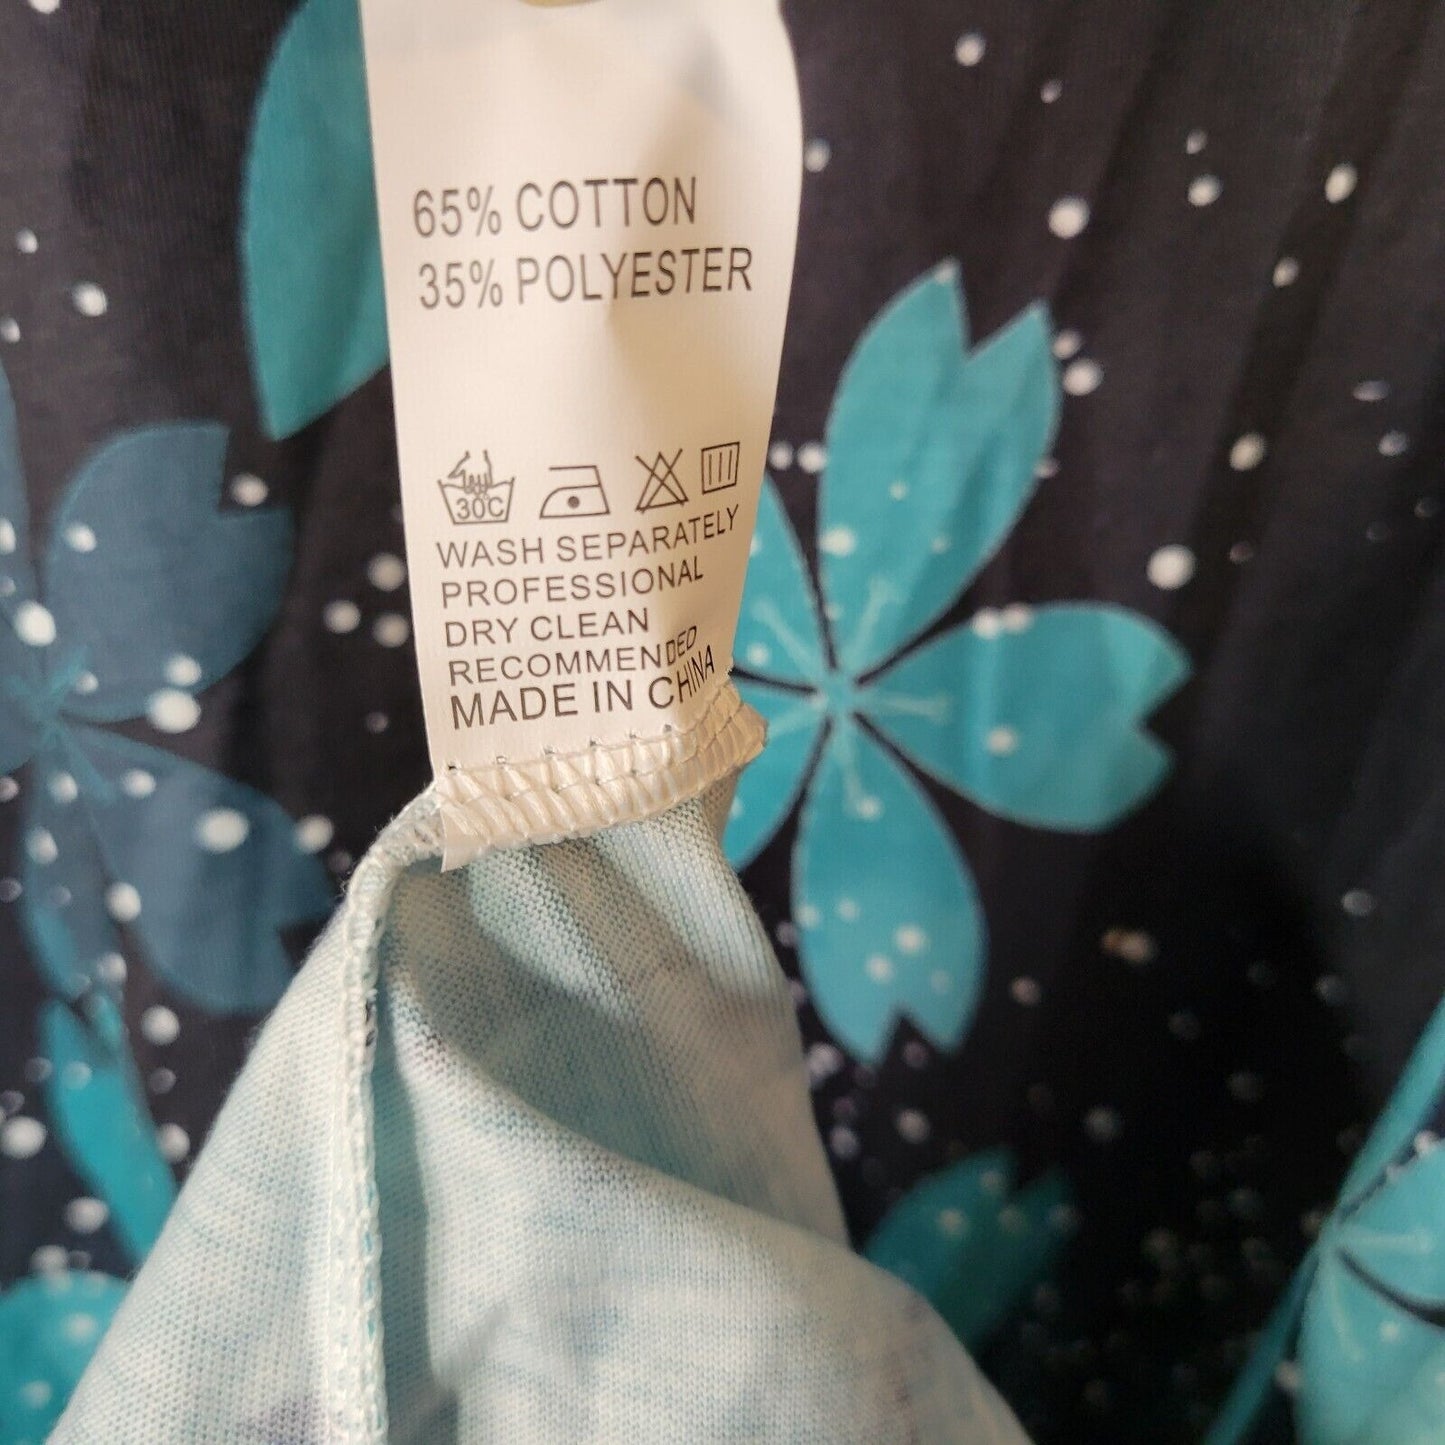 65% COTTON
35% POLYESTER
30C
WASH SEPARATELY
PROFESSIONAL
DRY CLEAN
RECOMMENDED
MADE IN CHINA